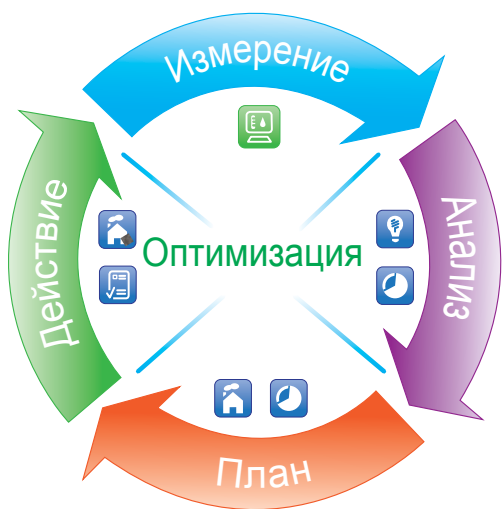 Измерение
Анализ
План
Действие
Оптимизация